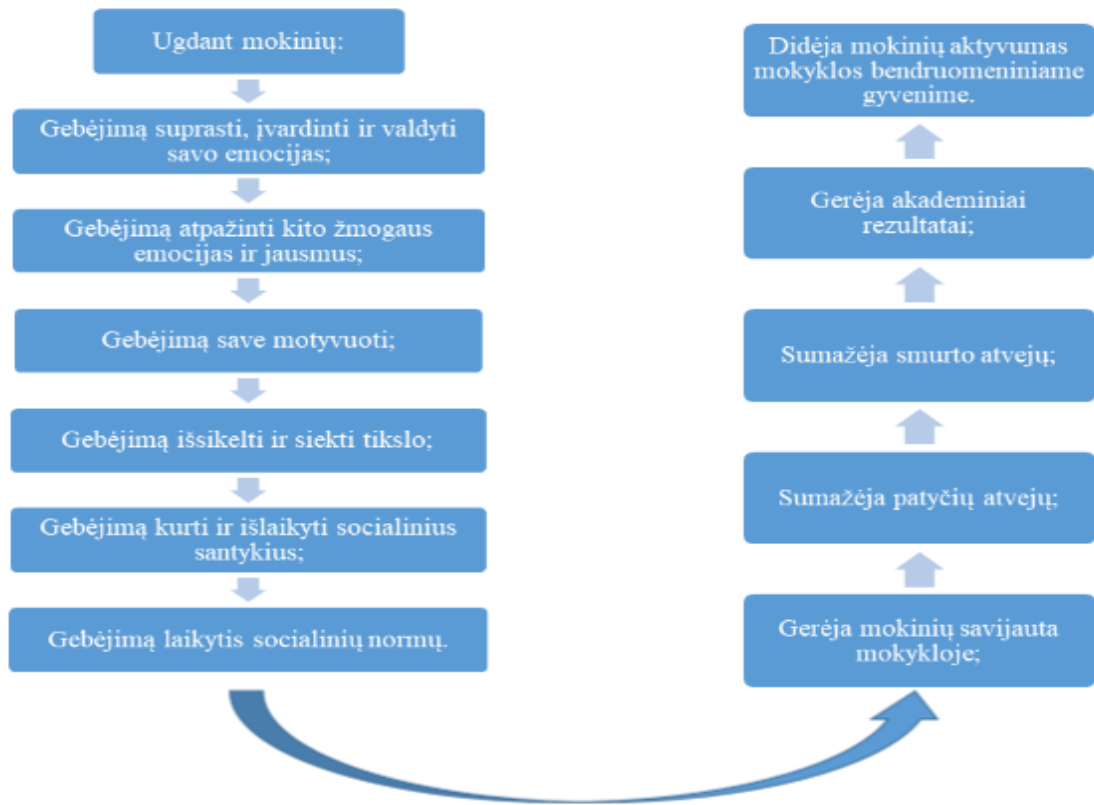 Ugdant mokinių:
Gebėjimą suprasti, įvardinti ir valdyti
savo emocijas;
Gebėjimą atpažinti kito žmogaus
emocijas ir jausmus;
Gebėjimą save motyvuoti;
Gebėjimą išsikelti ir siekti tikslo;
Gebėjimą kurti ir išlaikyti socialinius
santykius;
Gebėjimą laikytis socialinių normų.
Gerėja mokinių savijauta
mokykloje;
Sumažėja patyčių atvejų;
Sumažėja smurto atvejų;
Gerėja akademiniai
rezultatai;
Didėja mokinių aktyvumas
mokyklos bendruomeniniame
gyvenime.